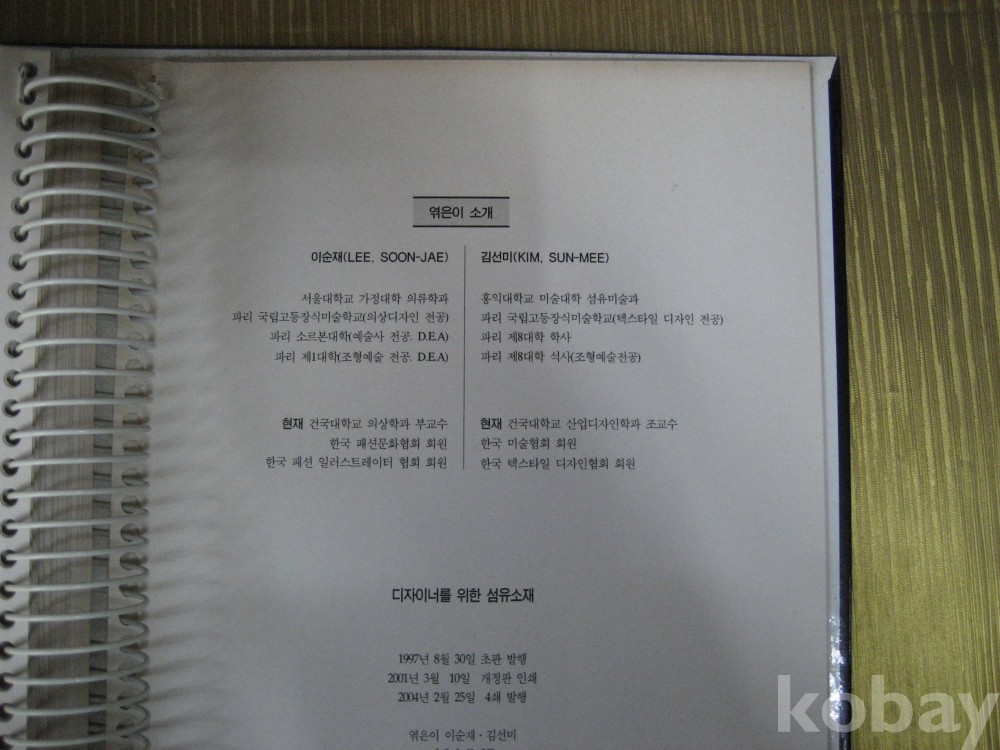 엮은이 소개
이순재(LEE, SOON-JAE)
서울대학교 가정대학 의류학과
파리 국립고등장식미술학교(의상디자인 전공)
파리 소르본대학(예술사 전공. D.E.A)
파리 제1대학(조형예술 전공. D.E.A)
현재 건국대학교 의상학과 부교수
한국 패션문화협회 회원
한국 패션 일러스트레이터 협회 회원
김선미(KIM, SUN-MEE)
홍익대학교 미술대학 섬유미술과
파리 국립고등장식미술학교(텍스타일 디자인 전공)
파리 제8대학 학사
파리 제8대학 석사(조형예술전공)
현재 건국대학교 산업디자인학과 조교수
한국 미술협회 회원
한국 텍스타일 디자인협회 회원
디자이너를 위한 섬유소재
1997년 8월 30일 초판 발행
2001년 3월 10일 개정판 인쇄
2004년 2월 25일 4쇄 발행
엮은이 이순재·김선미
kobay